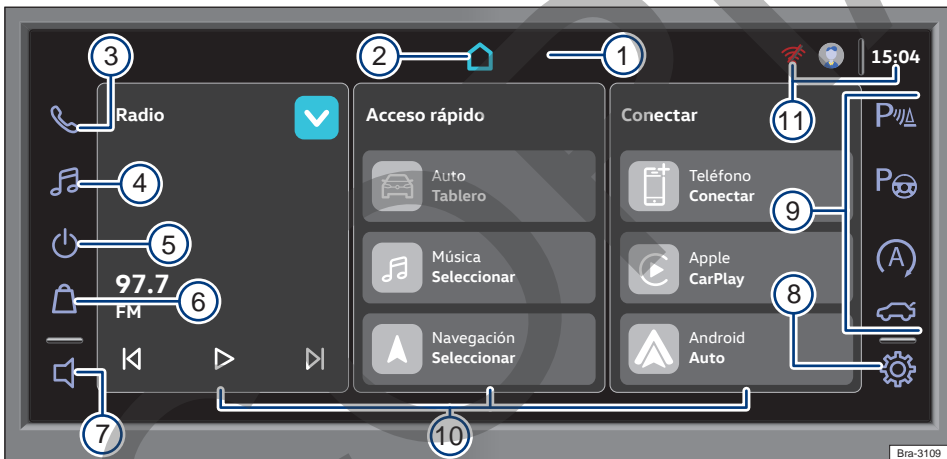 3
2
1
15:04
11
Radio
4
5
97.7
FM
6
7
Acceso rápido
Auto
Tablero
Música
Seleccionar
Navegación
Seleccionar
10
Conectar
Teléfono
Conectar
Apple
CarPlay
Android
Auto
P
P
9
A
8
Bra-3109